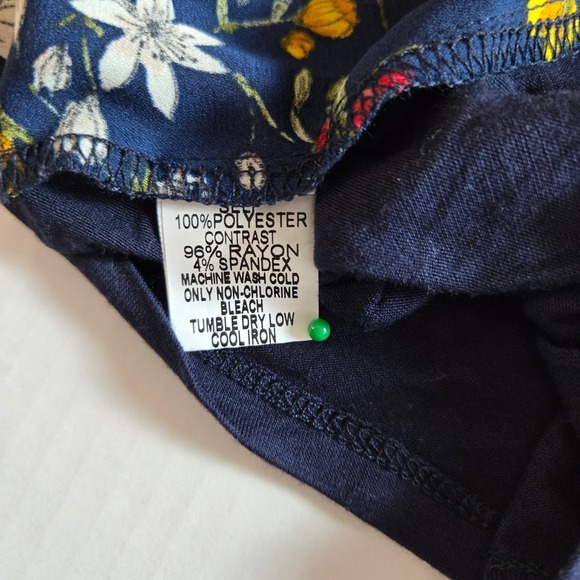 SELF
100%POLYESTER
CONTRAST
96% RAYON
4% SPANDEX
MACHINE WASH COLD
ONLY NON-CHLORINE
BLEACH
TUMBLE DRY LOW
COOL IRON